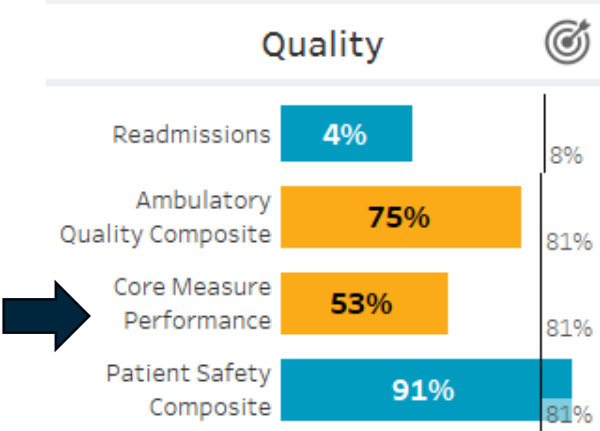 Quality
Readmissions 4% 8%
Ambulatory
Quality Composite 75% 81%
Core Measure
Performance 53% 81%
Patient Safety
Composite 91% 81%